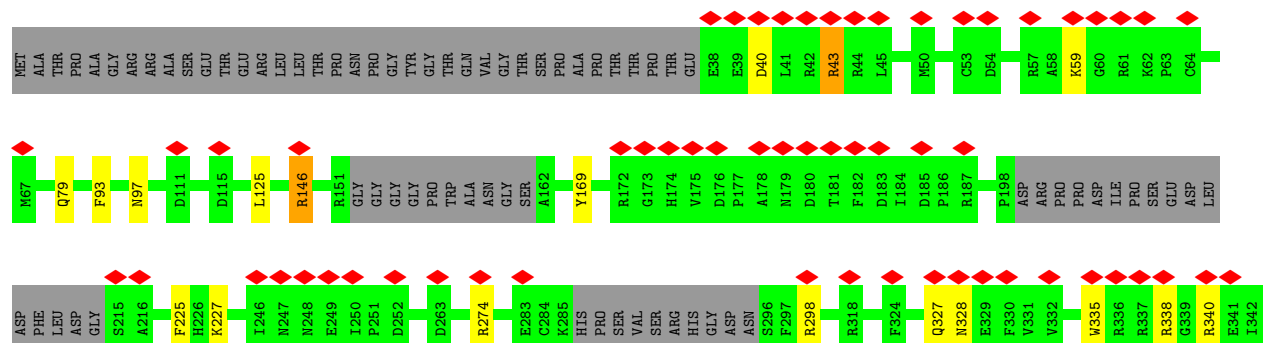 MET ALA THR PRO ALA GLY ARG ARG ALA SER GLU THR GLU ARG LEU LEU THR PRO ASN PRO GLY TYR GLY THR GLN VAL GLY THR SER PRO ALA PRO THR THR PRO THR GLU E38 E39 D40 L41 R42 R43 R44 L45 M50 C53 D54 R57 A58 K59 G60 R61 K62 P63 C64
M67 Q79 F93 N97 D111 D115 L125 R146 R151 GLY GLY GLY GLY PRO TRP ALA ASN GLY SER A162 Y169 R172 G173 H174 V175 D176 P177 A178 N179 D180 T181 F182 D183 I184 D185 P186 R187 P198 ASP ARG PRO PRO ASP ILE PRO SER GLU ASP LEU
ASP PHE LEU ASP GLY S215 A216 F225 H226 K227 I246 N247 N248 E249 I250 P251 D252 D263 R274 E283 C284 K285 HIS PRO SER VAL SER ARG HIS GLY ASP ASN S296 F297 R298 R318 F324 Q327 N328 E329 F330 V331 V332 W335 R336 R337 R338 G339 R340 E341 I342